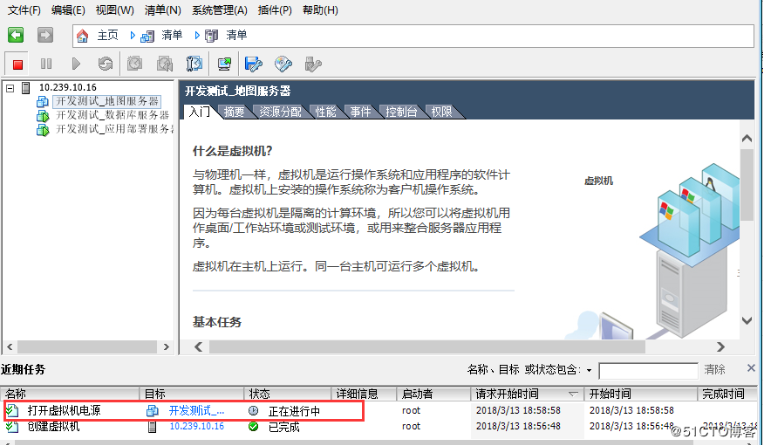 文件(F) 编辑(E) 视图(W) 清单(N) 系统管理(A) 插件(P) 帮助(H)
主页 清单 清单
10.239.10.16
开发测试_地图服务器
开发测试_数据库服务器
开发测试_应用部署服务
开发测试_地图服务器
入门 摘要 资源分配 性能 事件 控制台 权限
什么是虚拟机?
与物理机一样，虚拟机是运行操作系统和应用程序的软件计
算机。虚拟机上安装的操作系统称为客户机操作系统。
因为每台虚拟机是隔离的计算环境，所以您可以将虚拟机用
作桌面/工作站环境或测试环境，或用来整合服务器应用程
序。
虚拟机在主机上运行。同一台主机可运行多个虚拟机。
基本任务
虚拟机
近期任务
名称、目标 或状态包含: 清除
名称 目标 状态 详细信息 启动者 请求开始时间 开始时间 完成时间
打开虚拟机电源 开发测试_... 正在进行中 root 2018/3/13 18:58:58 2018/3/13 18:58:58
创建虚拟机 10.239.10.16 已完成 root 2018/3/13 18:56:48 2018/3/13 18:56:48 2018/3/13 18
@51CTO博客